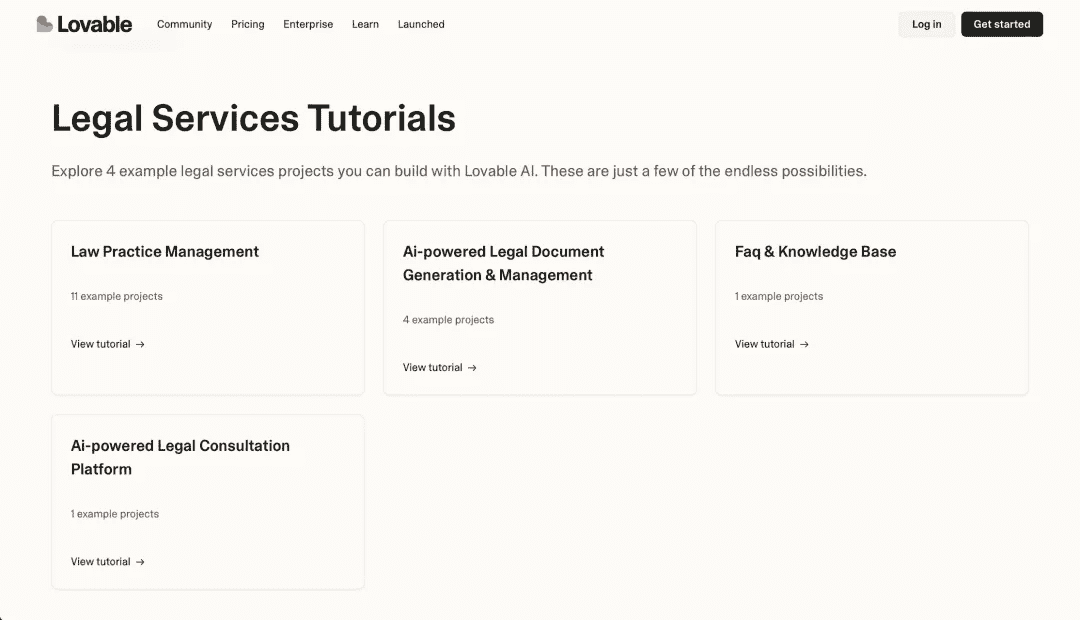 Lovable Community Pricing Enterprise Learn Launched Log in Get started
Legal Services Tutorials
Explore 4 example legal services projects you can build with Lovable AI. These are just a few of the endless possibilities.
Law Practice Management
11 example projects
View tutorial →
Ai-powered Legal Document
Generation & Management
4 example projects
View tutorial →
Faq & Knowledge Base
1 example projects
View tutorial →
Ai-powered Legal Consultation
Platform
1 example projects
View tutorial →